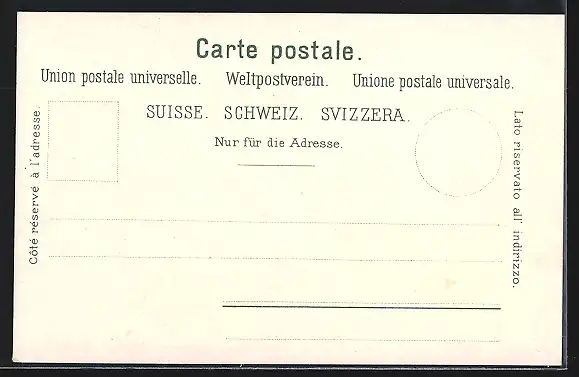 Carte postale.
Union postale universelle. Weltpostverein. Unione postale universale.
SUISSE. SCHWEIZ. SVIZZERA.
Nur für die Adresse.
Côté réservé à l'adresse.
Lato riservato all' indirizzo.